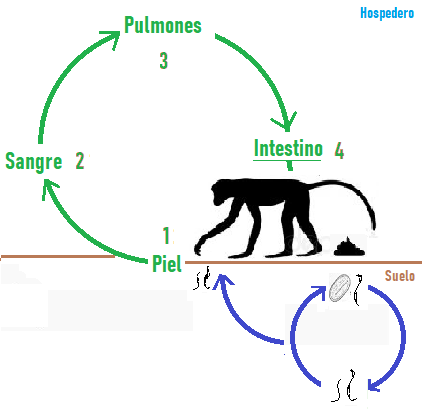 Hospedero
Pulmones
3
Sangre 2
Intestino 4
1
Piel
Suelo